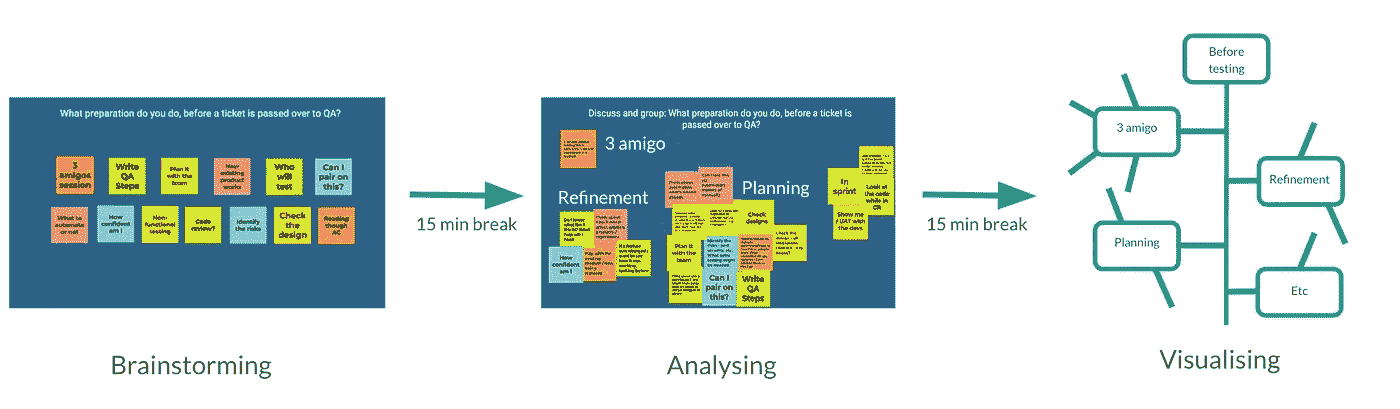 What preparation do you do, before a ticket is passed over to QA?
3
amigos
session
Write
QA
Steps
Plan it
with the
team
How
existing
product
works
Who
will
test
Can I
pair on
this?
What to
automate
or not
How
confident
am I
Non-
functional
testing
Code
review?
Identify
the risks
Check
the
design
Reading
though
AC
Brainstorming
15 min break
Discuss and group: What preparation do you do, before a ticket is
passed over to QA?
3 amigo
Refinement
Planning
How
confident
am I
Check
designs
Plan it
with the
team
Can I
pair on
this?
Write
QA
Steps
In
sprint
Look at
the code
while in
CR
Show me
/ UAT with
the devs
Analysing
15 min break
Before
testing
3 amigo
Refinement
Planning
Etc
Visualising